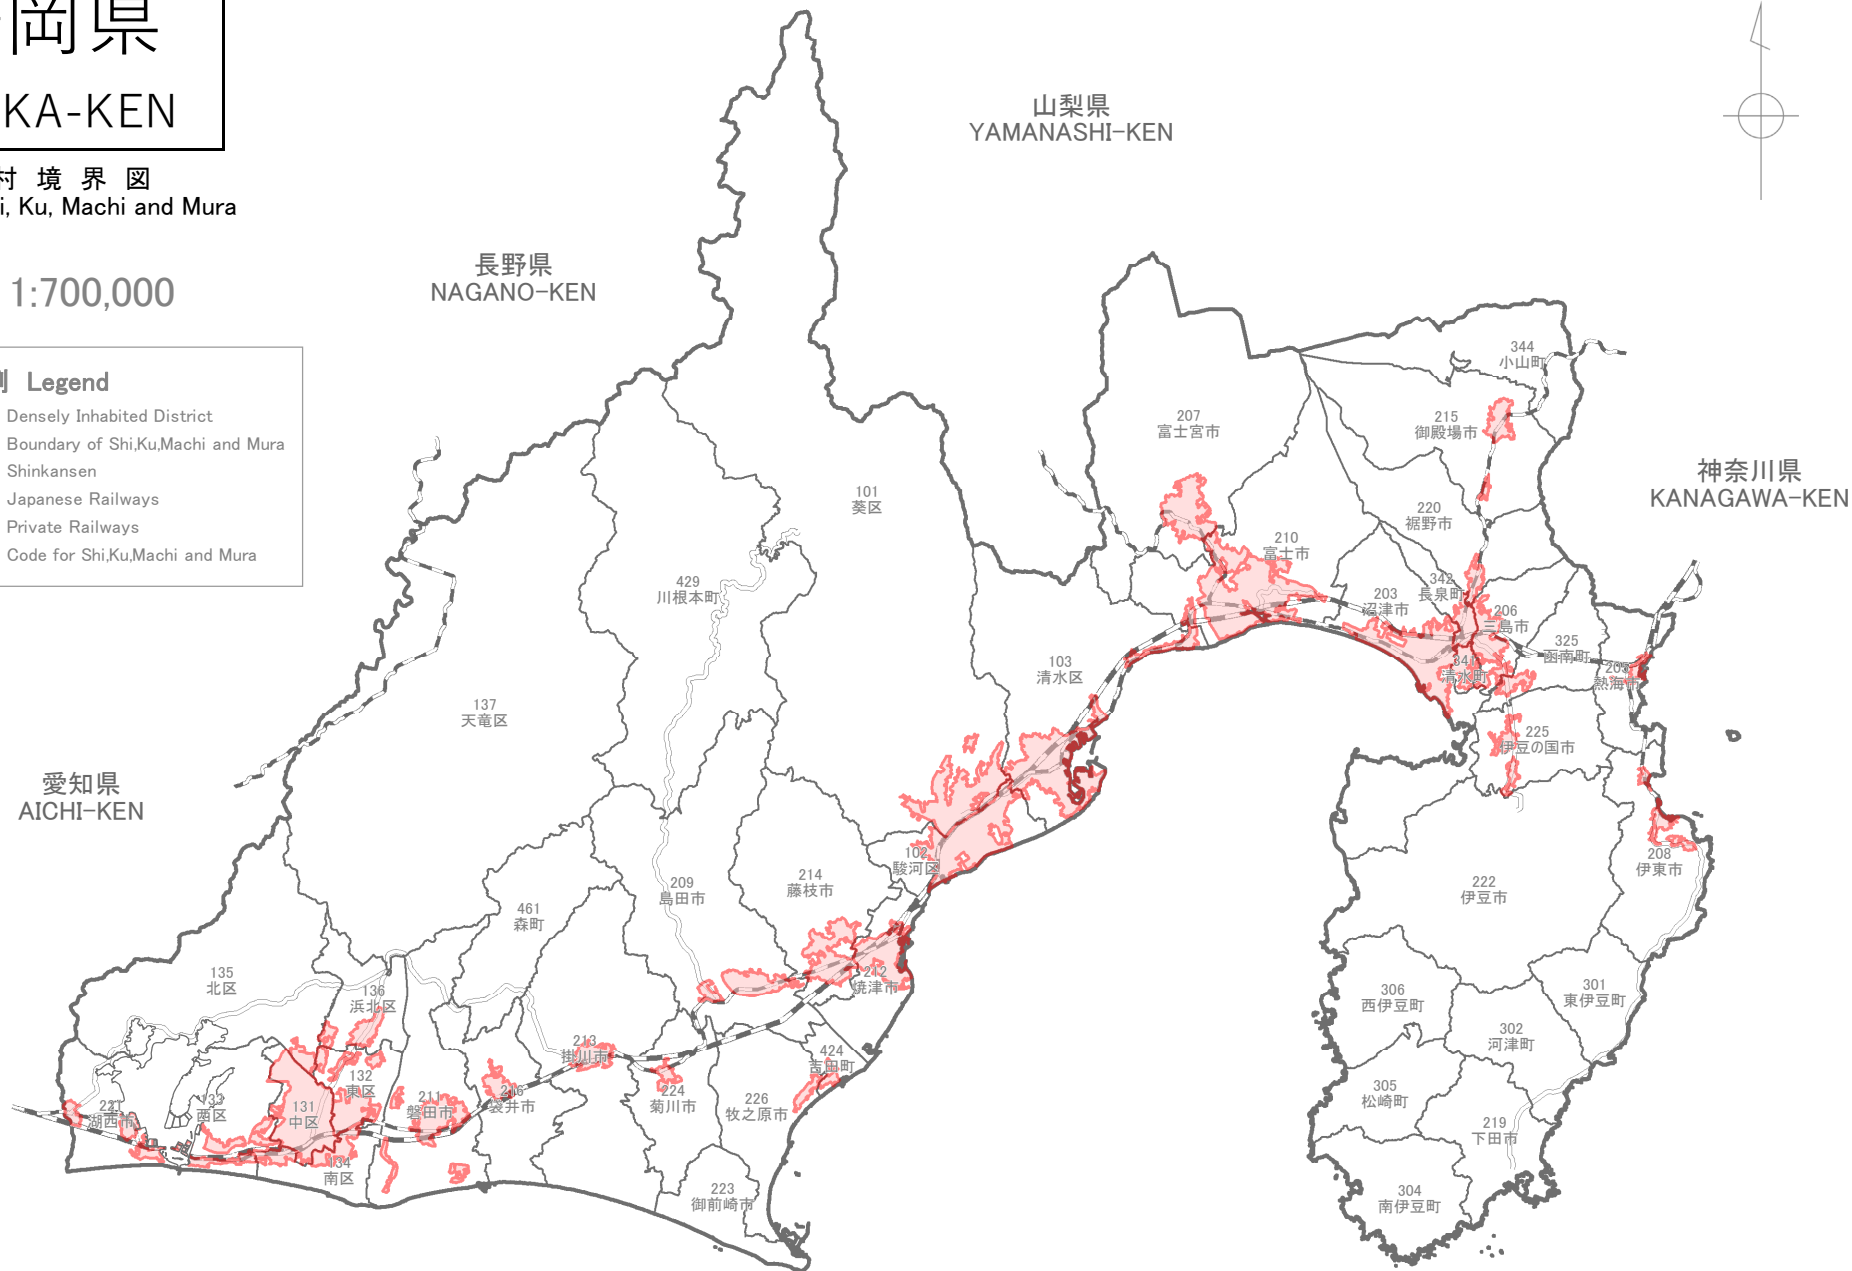 岡県
KA-KEN
村 境 界 図
i, Ku, Machi and Mura
1:700,000
Legend
Densely Inhabited District
Boundary of Shi,Ku,Machi and Mura
Shinkansen
Japanese Railways
Private Railways
Code for Shi,Ku,Machi and Mura
山梨県
YAMANASHI-KEN
長野県
NAGANO-KEN
神奈川県
KANAGAWA-KEN
愛知県
AICHI-KEN
344
小山町
215
御殿場市
207
富士宮市
220
裾野市
210
富士市
101
葵区
429
川根本町
342
長泉町
203
沼津市
206
三島市
325
函南町
205
熱海市
341
清水町
103
清水区
137
天竜区
225
伊豆の国市
102
駿河区
214
藤枝市
209
島田市
208
伊東市
222
伊豆市
461
森町
135
北区
136
浜北区
212
焼津市
306
西伊豆町
301
東伊豆町
302
河津町
213
掛川市
424
吉田町
132
東区
131
中区
133
西区
221
湖西市
211
磐田市
216
袋井市
224
菊川市
226
牧之原市
305
松崎町
219
下田市
134
南区
223
御前崎市
304
南伊豆町